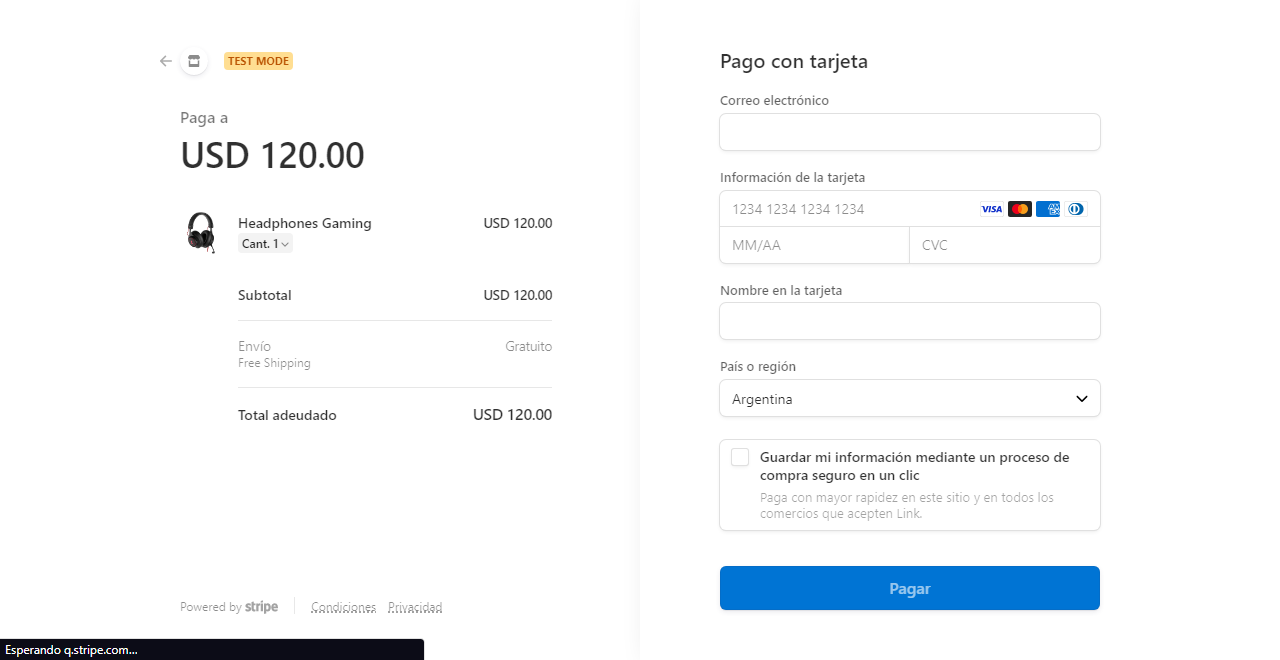 TEST MODE
Paga a
USD 120.00
Headphones Gaming USD 120.00
Cant. 1
Subtotal USD 120.00
Envío Gratuito
Free Shipping
Total adeudado USD 120.00
Powered by stripe Condiciones Privacidad
Esperando q.stripe.com...
Pago con tarjeta
Correo electrónico
Información de la tarjeta
1234 1234 1234 1234 VISA AMEX
MM/AA CVC
Nombre en la tarjeta
País o región
Argentina
Guardar mi información mediante un proceso de
compra seguro en un clic
Paga con mayor rapidez en este sitio y en todos los
comercios que acepten Link.
Pagar